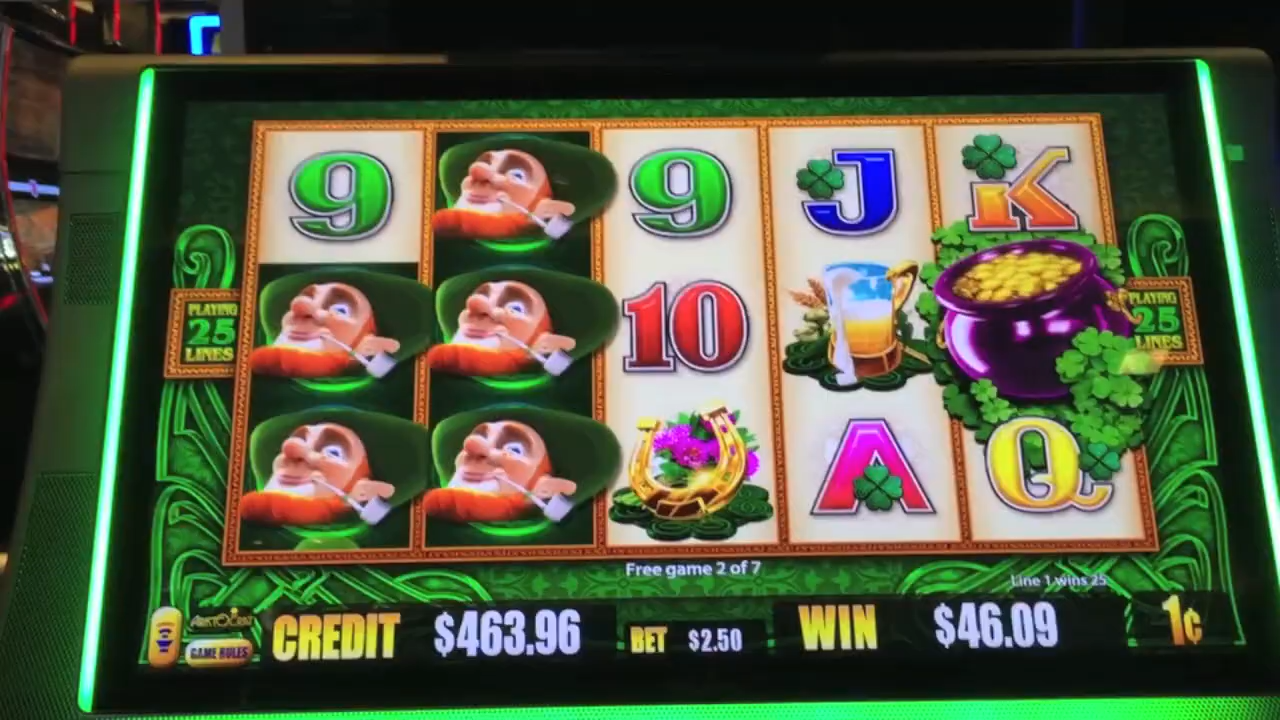 9 9 J K
PLAYING
25
LINES
10
PLAYING
25
LINES
A Q
Free game 2 of 7
Line 1 wins 25
ARISTOCRAT
GAME RULES
CREDIT $463.96 BET $2.50 WIN $46.09 1¢